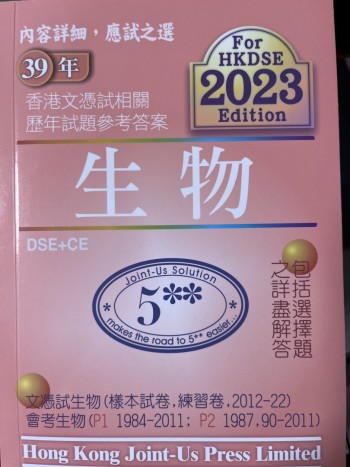 內容詳細，應試之選
39年
For
HKDSE
2023
Edition
香港文憑試相關
歷年試題參考答案
生物
DSE+CE
Joint-Us Solution
5**
makes the road to 5** easier...
包括選擇題
之詳盡解答
文憑試生物(樣本試卷,練習卷,2012-22)
會考生物(P1 1984-2011; P2 1987,90-2011)
Hong Kong Joint-Us Press Limited